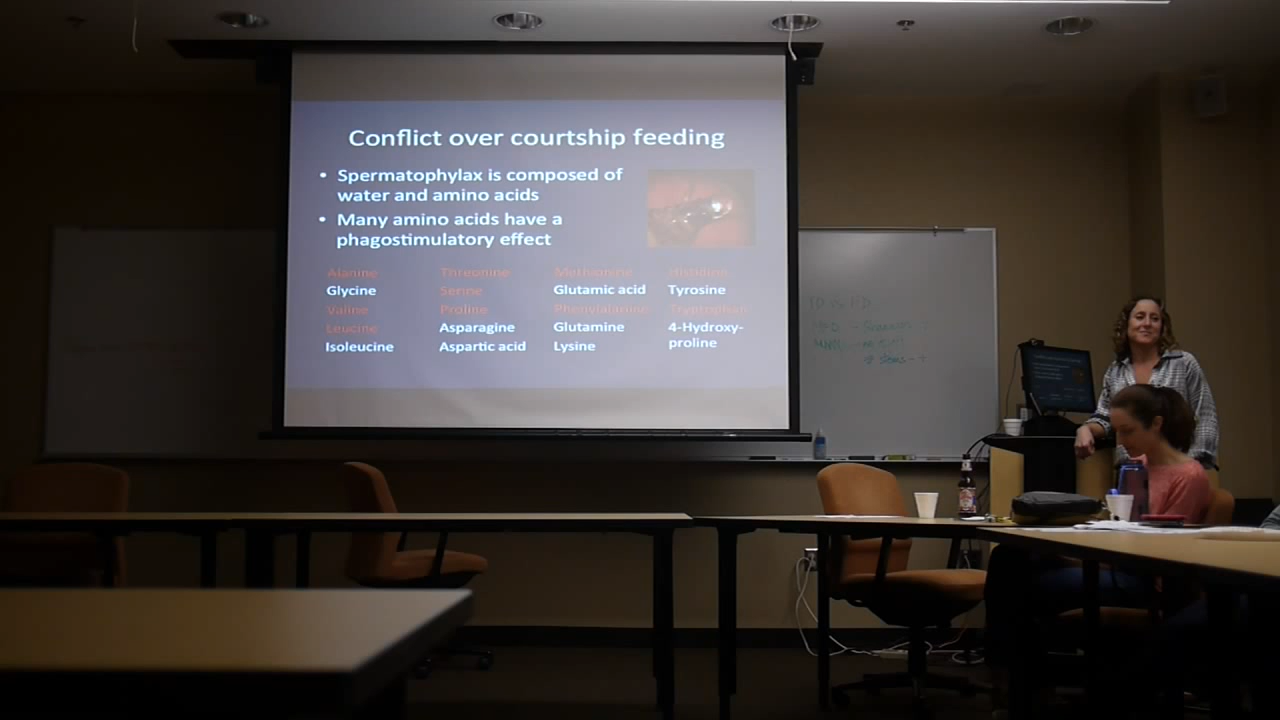 Conflict over courtship feeding
• Spermatophylax is composed of
water and amino acids
• Many amino acids have a
phagostimulatory effect
Alanine Threonine Methionine Histidine
Glycine Serine Glutamic acid Tyrosine
Valine Proline Phenylalanine Tryptophan
Leucine Asparagine Glutamine 4-Hydroxy-
proline
Isoleucine Aspartic acid Lysine